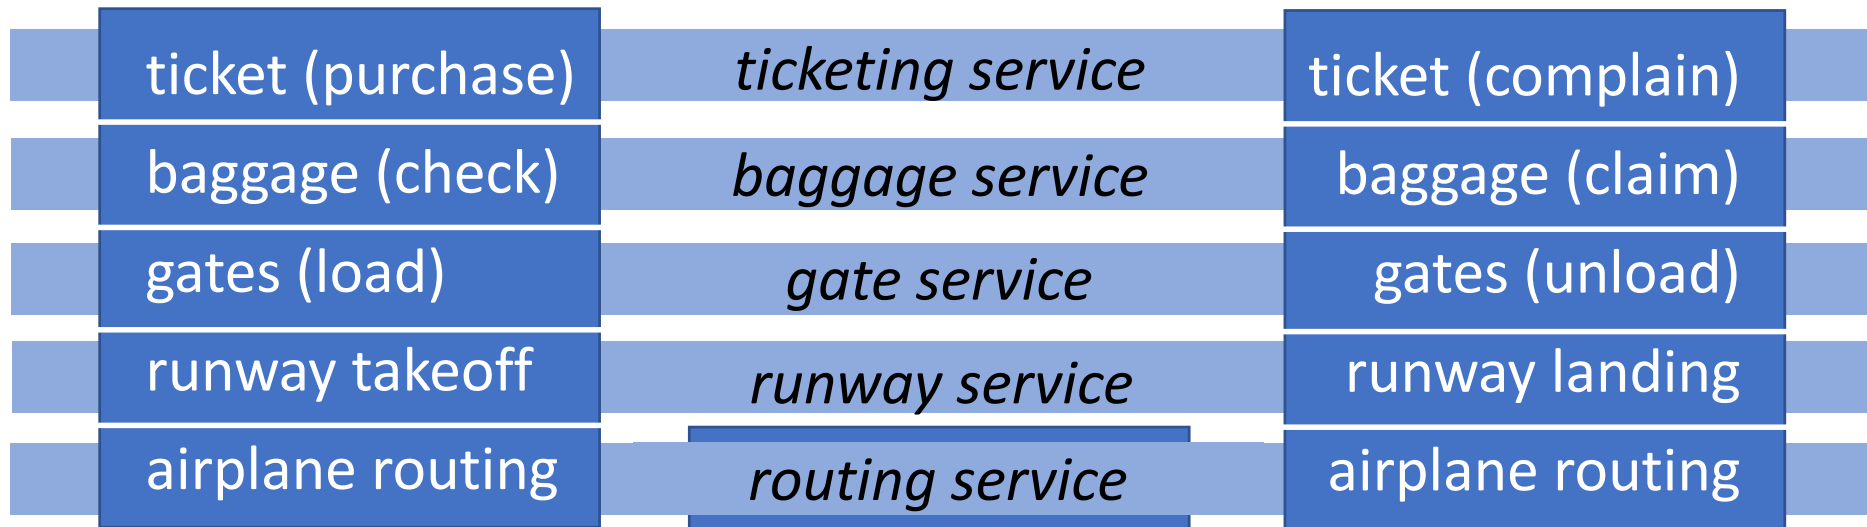 ticket (purchase) ticketing service ticket (complain)
baggage (check) baggage service baggage (claim)
gates (load) gate service gates (unload)
runway takeoff runway service runway landing
airplane routing routing service airplane routing